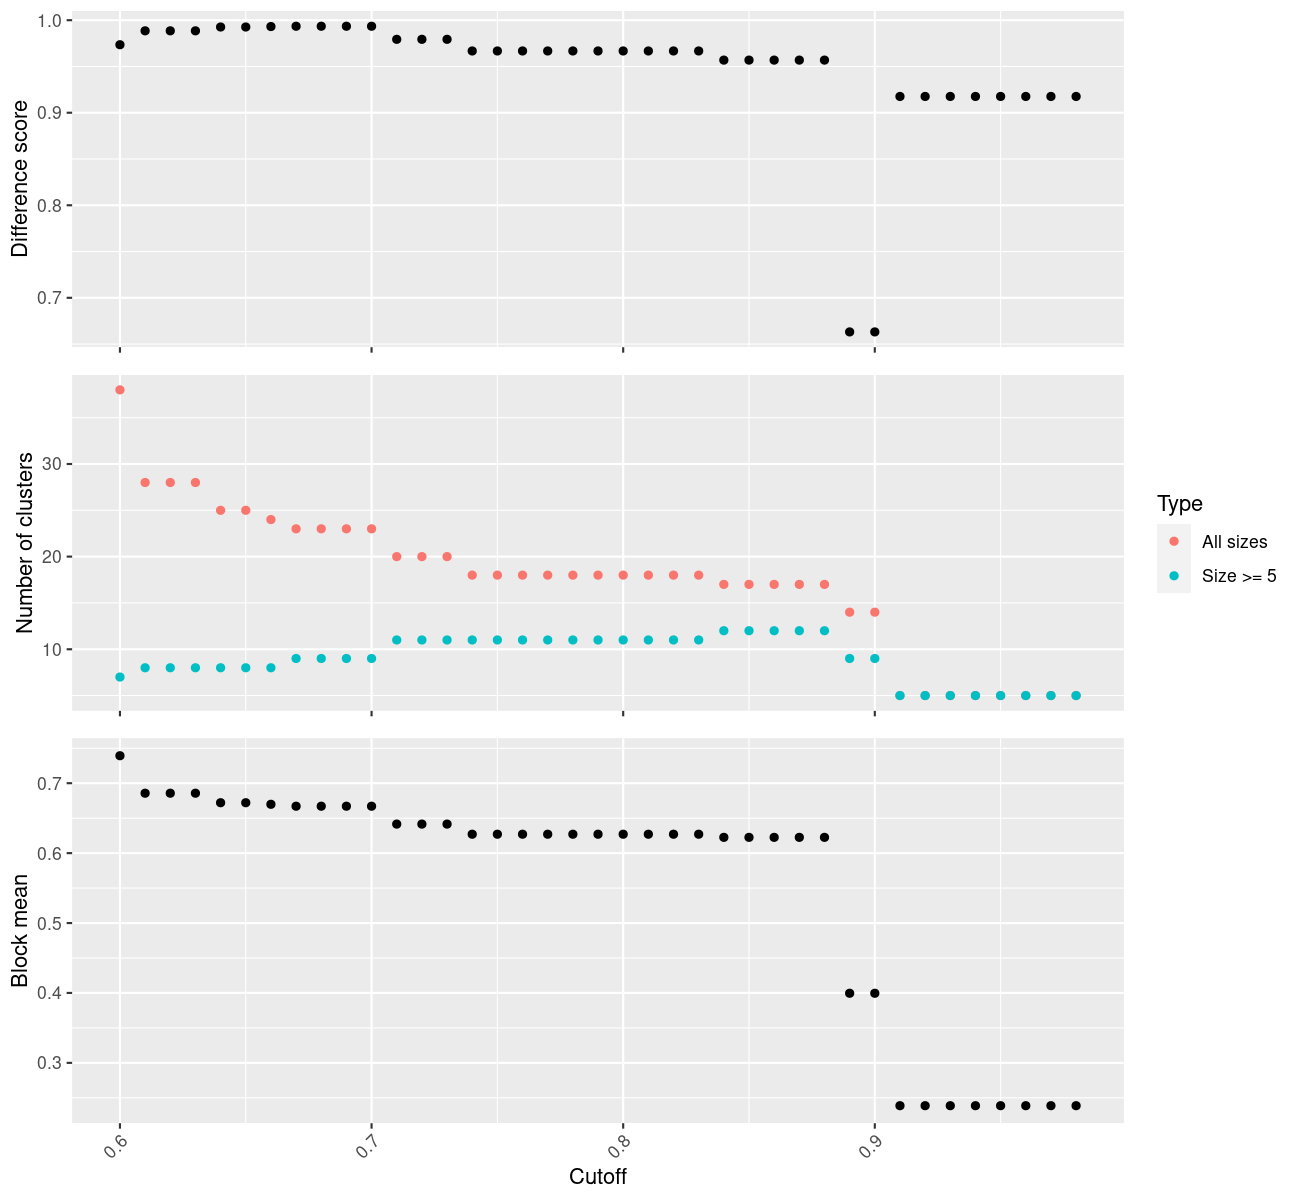 1.0
0.9
0.8
0.7
Difference score
30
20
10
Number of clusters
Type
All sizes
Size >= 5
0.7
0.6
0.5
0.4
0.3
Block mean
0.6
0.7
0.8
0.9
Cutoff